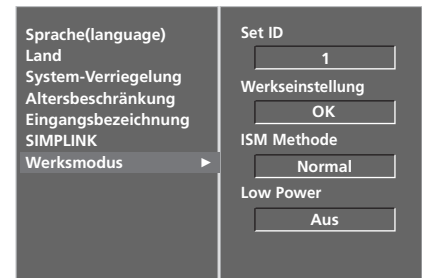 Sprache(language)
Land
System-Verriegelung
Altersbeschränkung
Eingangsbezeichnung
SIMPLINK
Werksmodus ►
Set ID
1
Werkseinstellung
OK
ISM Methode
Normal
Low Power
Aus